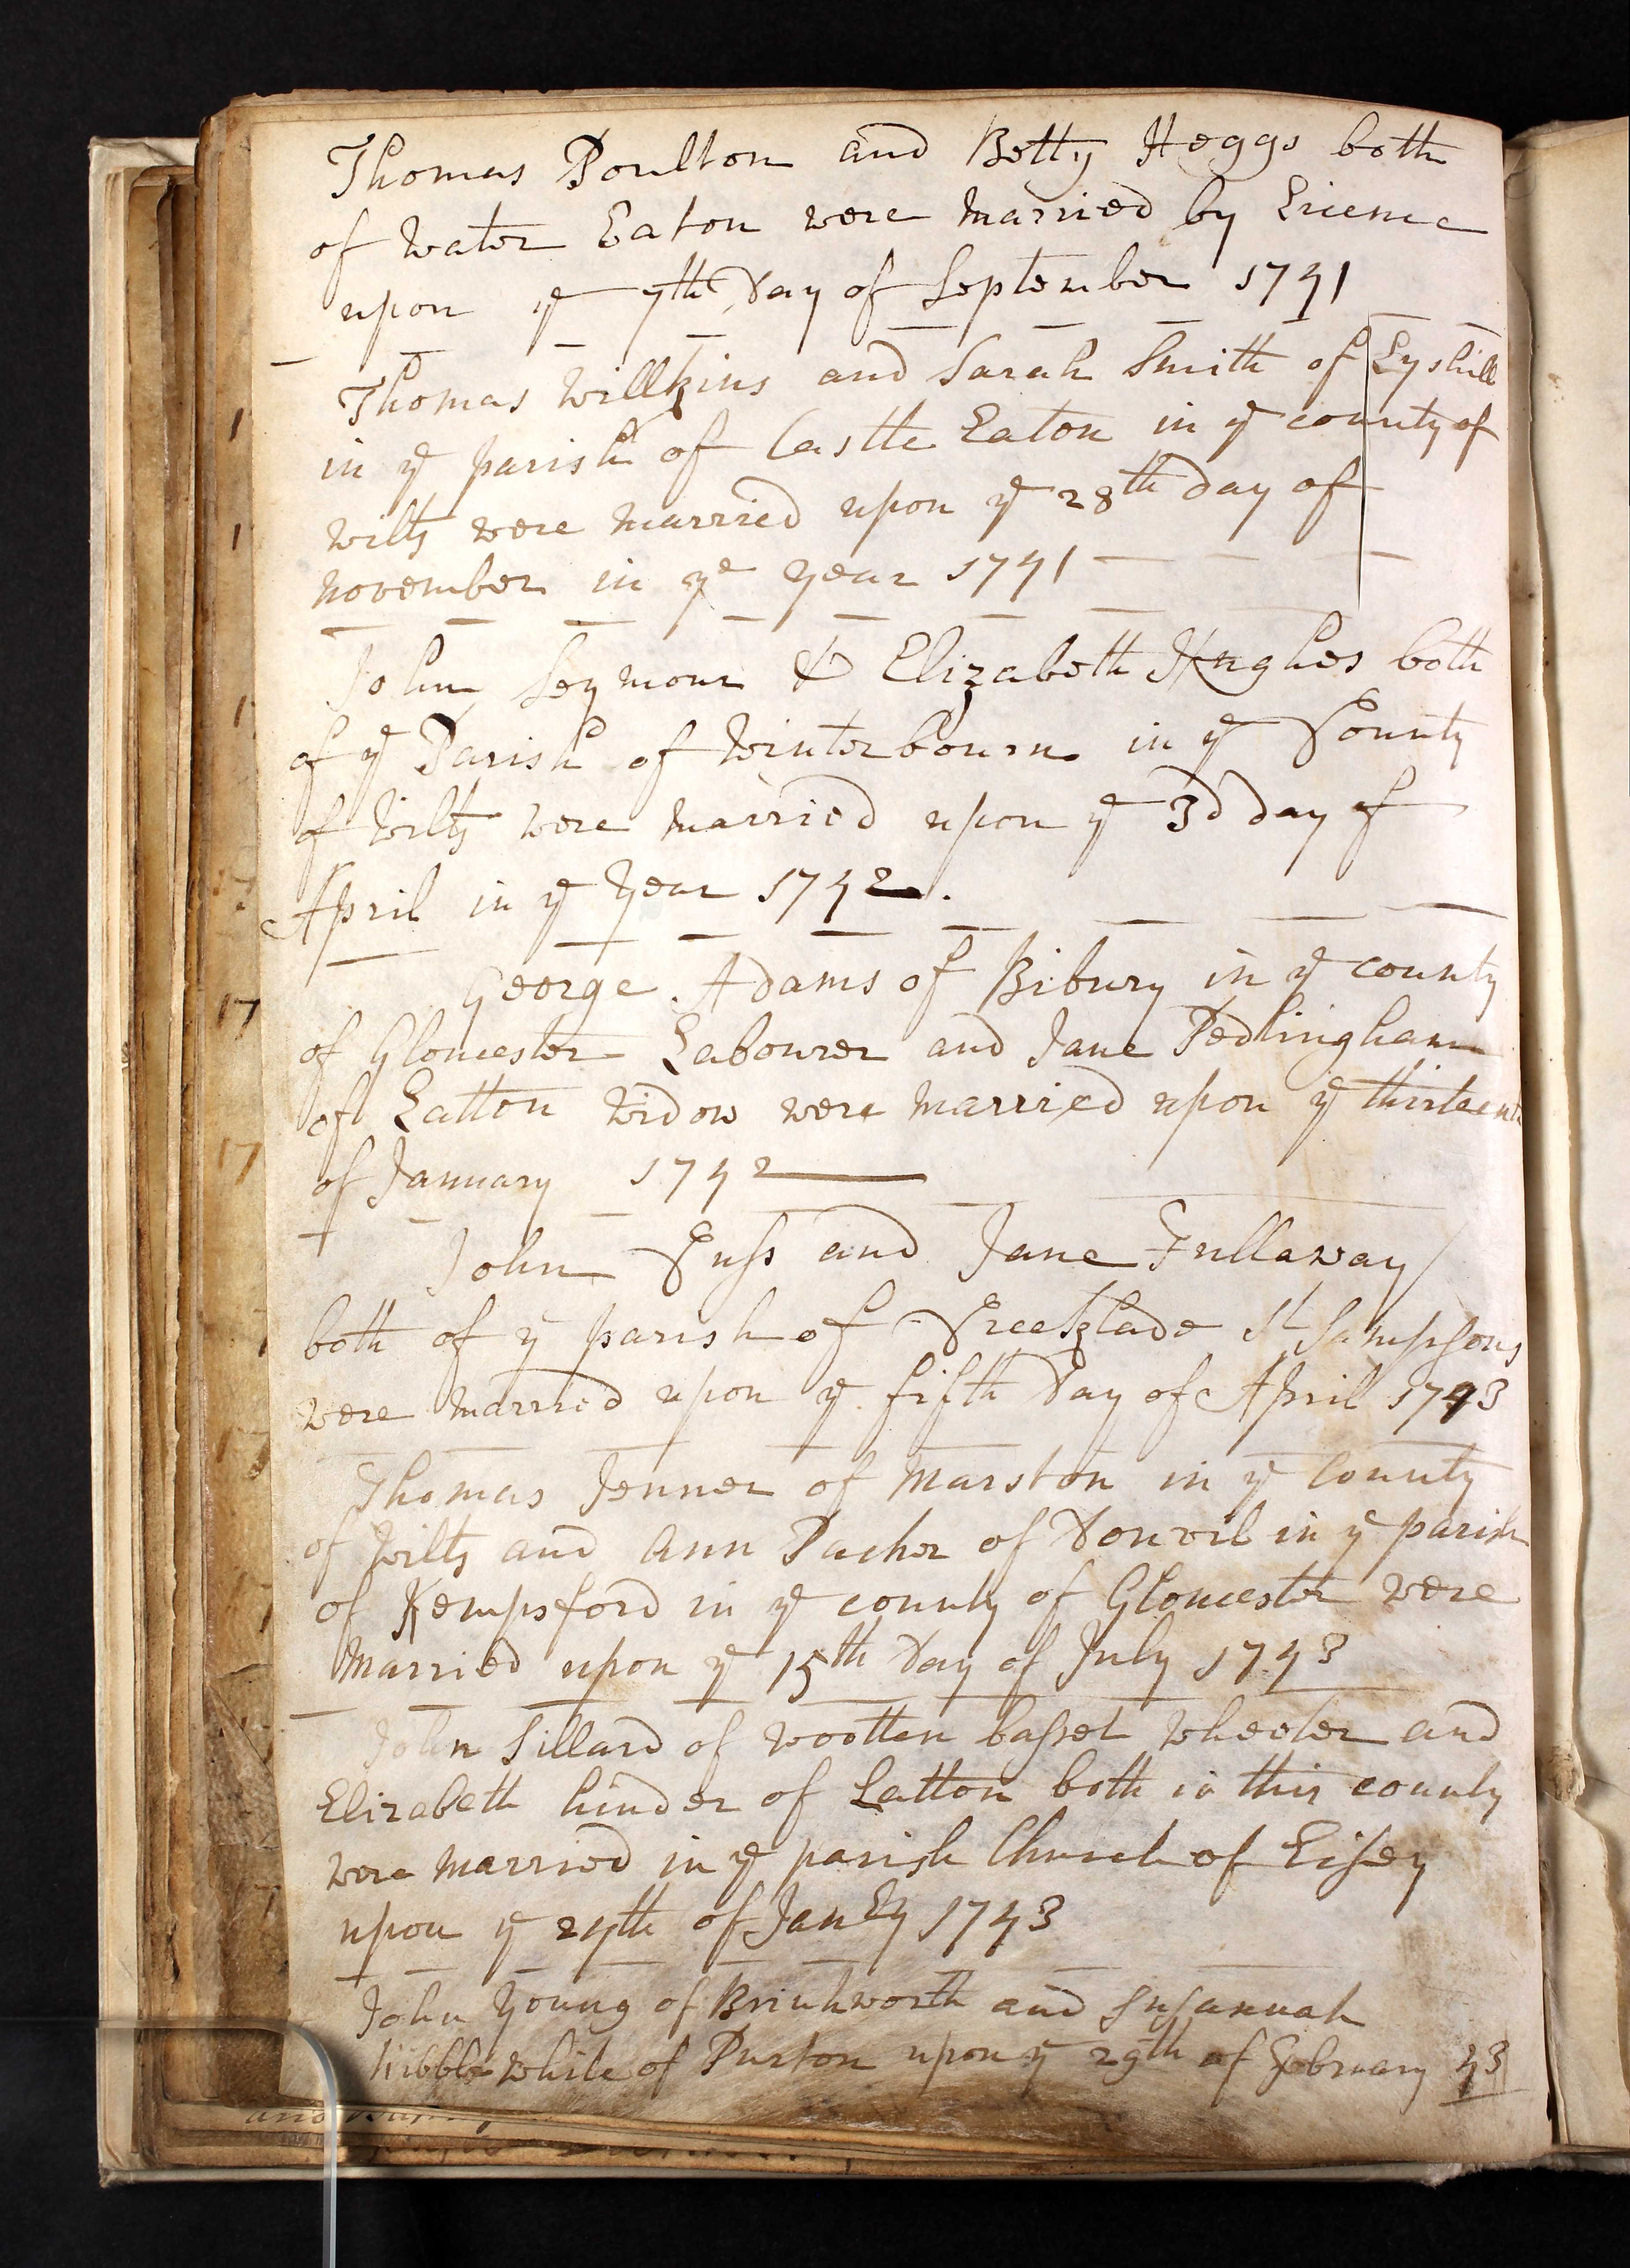 Thomas Poulton and Betty Heggs both
of Water Eaton were married by Licence
upon ye 7th Day of September 1741
Thomas Willkins and Sarah Smith of Lyshill
in ye parish of Castle Eaton in ye county of
wilts were married upon ye 28th day of
november in ye year 1741
John Seymour & Elizabeth Hughes both
of ye Parish of Winterbourn in ye County
of Wilts were married upon ye 3d day of
April in ye Year 1742.
George Adams of Bibury in ye county
of Gloucester Labourer and Jane Pedlingham
of Latton Widow were married upon ye thirteenth
of January 1742
John Cuss and Jane Fullaway
both of ye parish of Creeklade St Sampsons
were married upon ye fifth Day of April 1743
Thomas Jenner of Marston in ye County
of Wilts and Ann Packer of Donvil in ye parish
of Kempsford in ye county of Gloucester were
Married upon ye 15th Day of July 1743
John Sillard of wootten basset Wheeler and
Elizabeth hinder of Latton both in this county
were married in ye parish Church of Eisey
upon ye 24th of Janry 1743
John Young of Brinkworth and Susannah
hibble white of Purton upon ye 29th of February 43